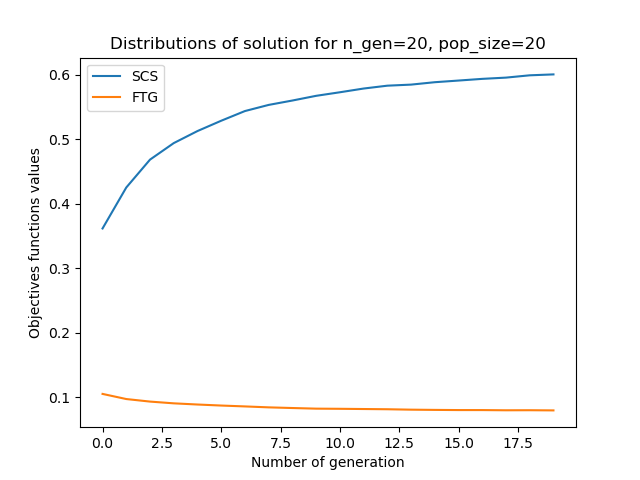 Distributions of solution for n_gen=20, pop_size=20
SCS
FTG
Objectives functions values
0.6
0.5
0.4
0.3
0.2
0.1
0.0 2.5 5.0 7.5 10.0 12.5 15.0 17.5
Number of generation